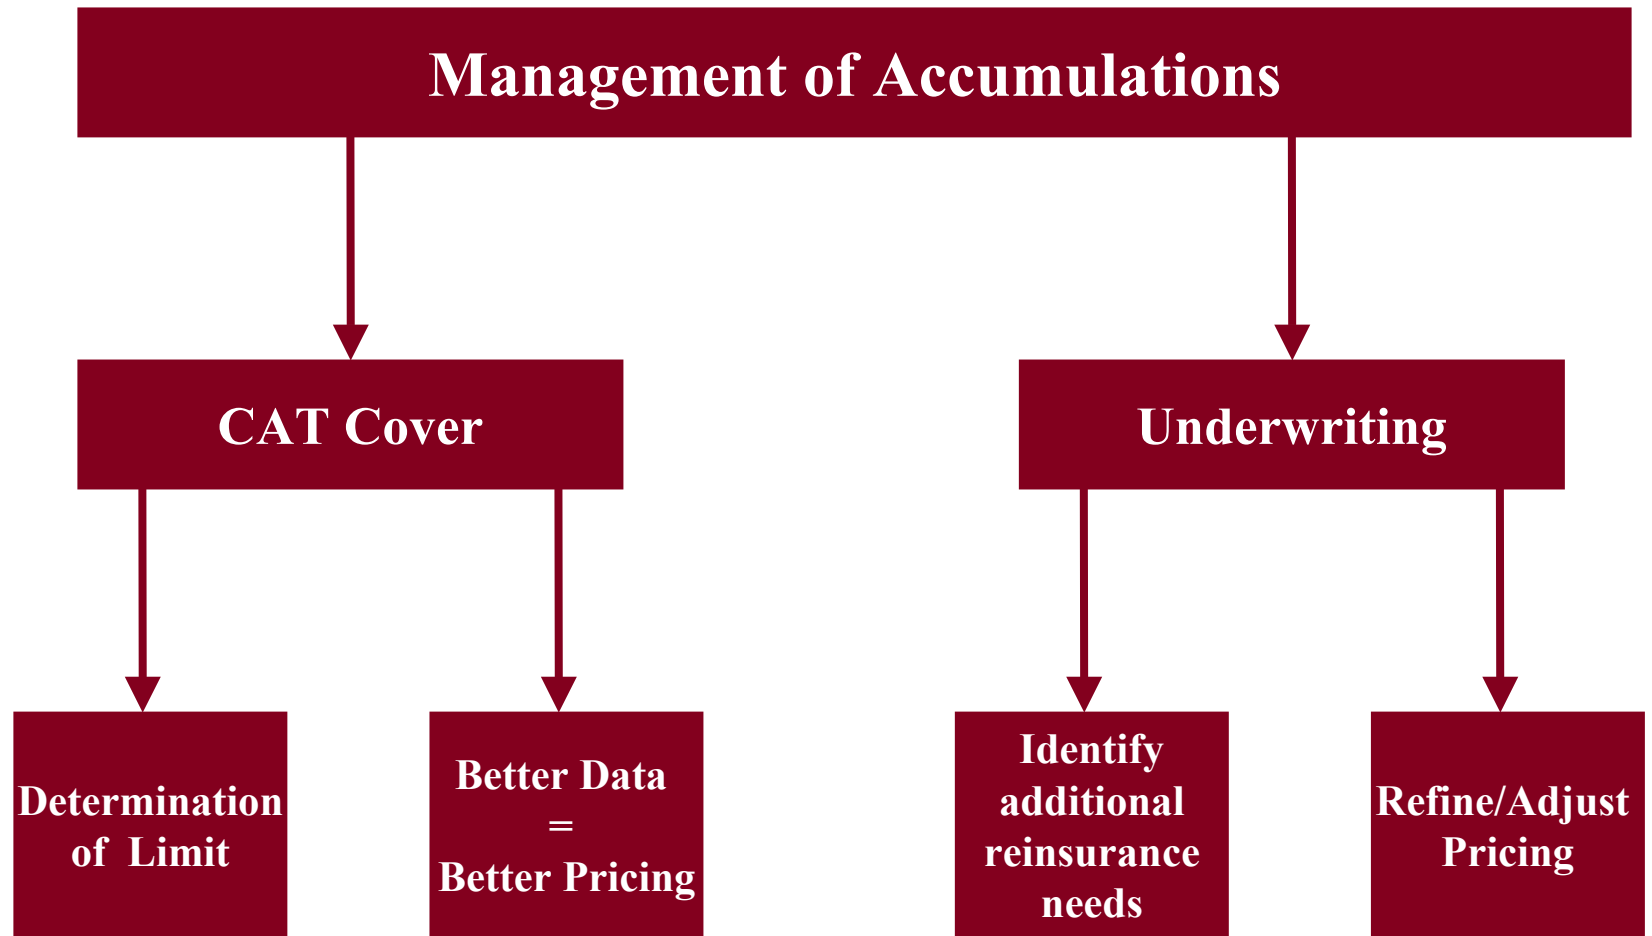 Management of Accumulations
CAT Cover
Underwriting
Determination
of Limit
Better Data
=
Better Pricing
Identify
additional
reinsurance
needs
Refine/Adjust
Pricing